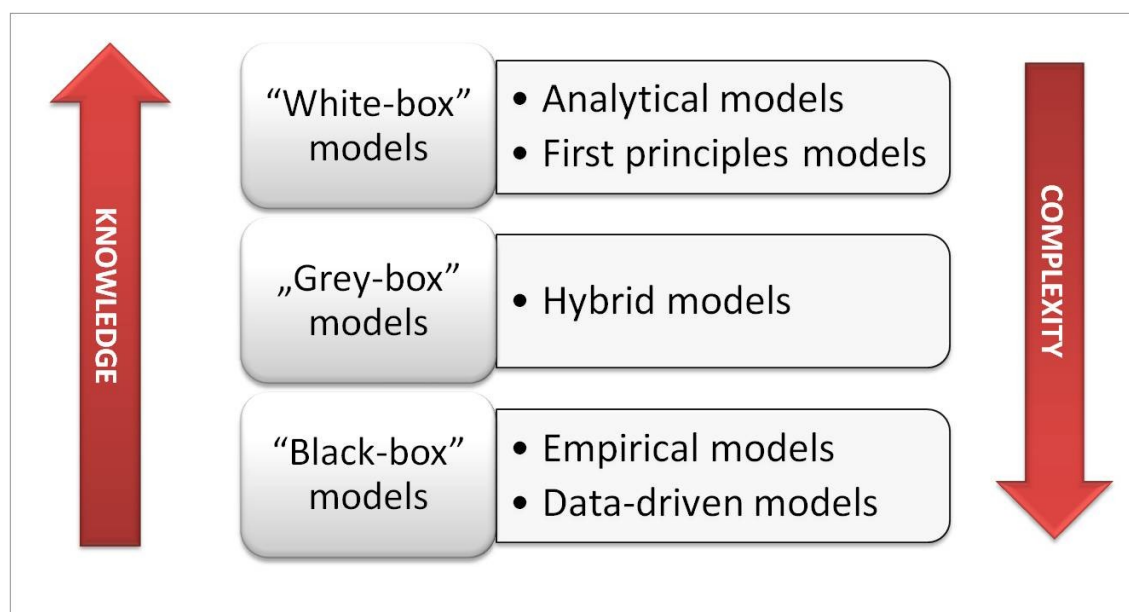 KNOWLEDGE
“White-box”
models
• Analytical models
• First principles models
„Grey-box”
models
• Hybrid models
“Black-box”
models
• Empirical models
• Data-driven models
COMPLEXITY